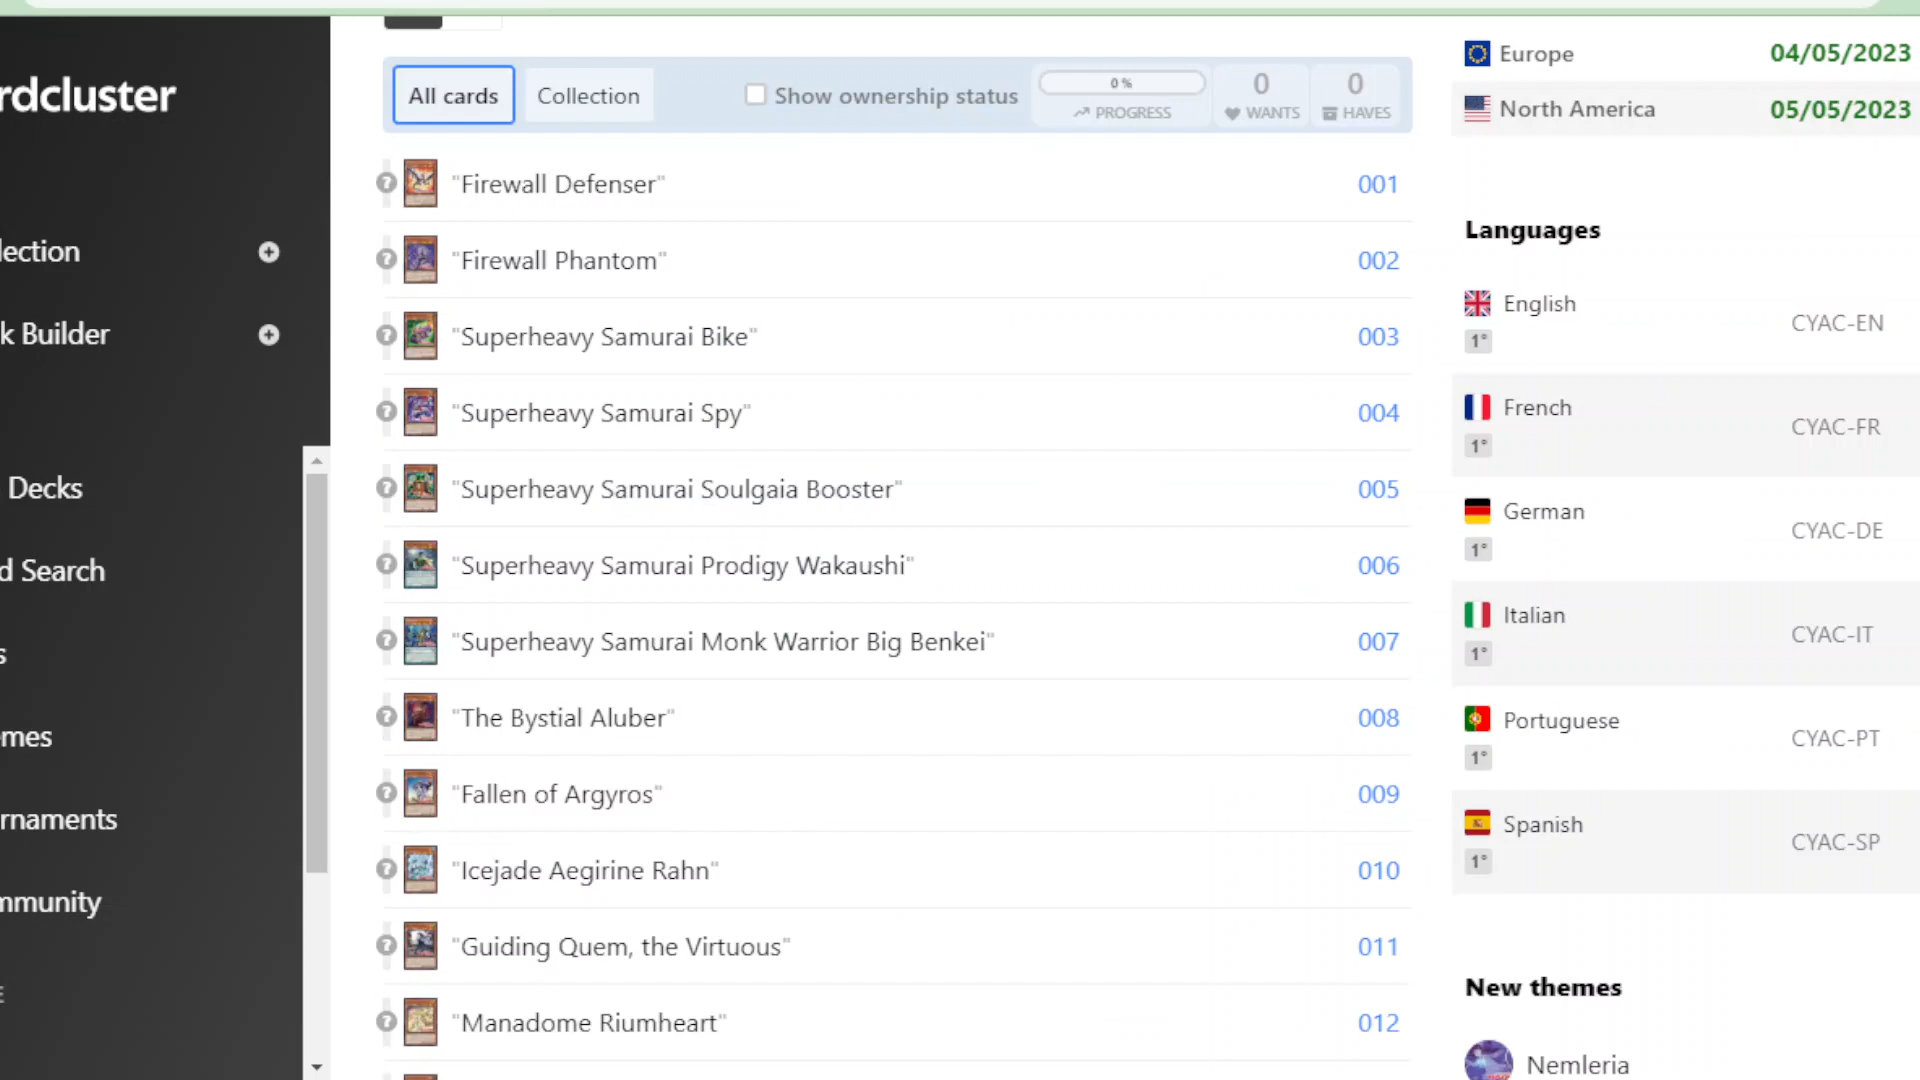 rdcluster
lection
k Builder
Decks
d Search
s
emes
rnaments
mmunity
E
All cards
Collection
Show ownership status
0 %
PROGRESS
0
WANTS
0
HAVES
"Firewall Defenser" 001
"Firewall Phantom" 002
"Superheavy Samurai Bike" 003
"Superheavy Samurai Spy" 004
"Superheavy Samurai Soulgaia Booster" 005
"Superheavy Samurai Prodigy Wakaushi" 006
"Superheavy Samurai Monk Warrior Big Benkei" 007
"The Bystial Aluber" 008
"Fallen of Argyros" 009
"Icejade Aegirine Rahn" 010
"Guiding Quem, the Virtuous" 011
"Manadome Riumheart" 012
Europe 04/05/2023
North America 05/05/2023
Languages
English
1°
CYAC-EN
French
1°
CYAC-FR
German
1°
CYAC-DE
Italian
1°
CYAC-IT
Portuguese
1°
CYAC-PT
Spanish
1°
CYAC-SP
New themes
Nemleria